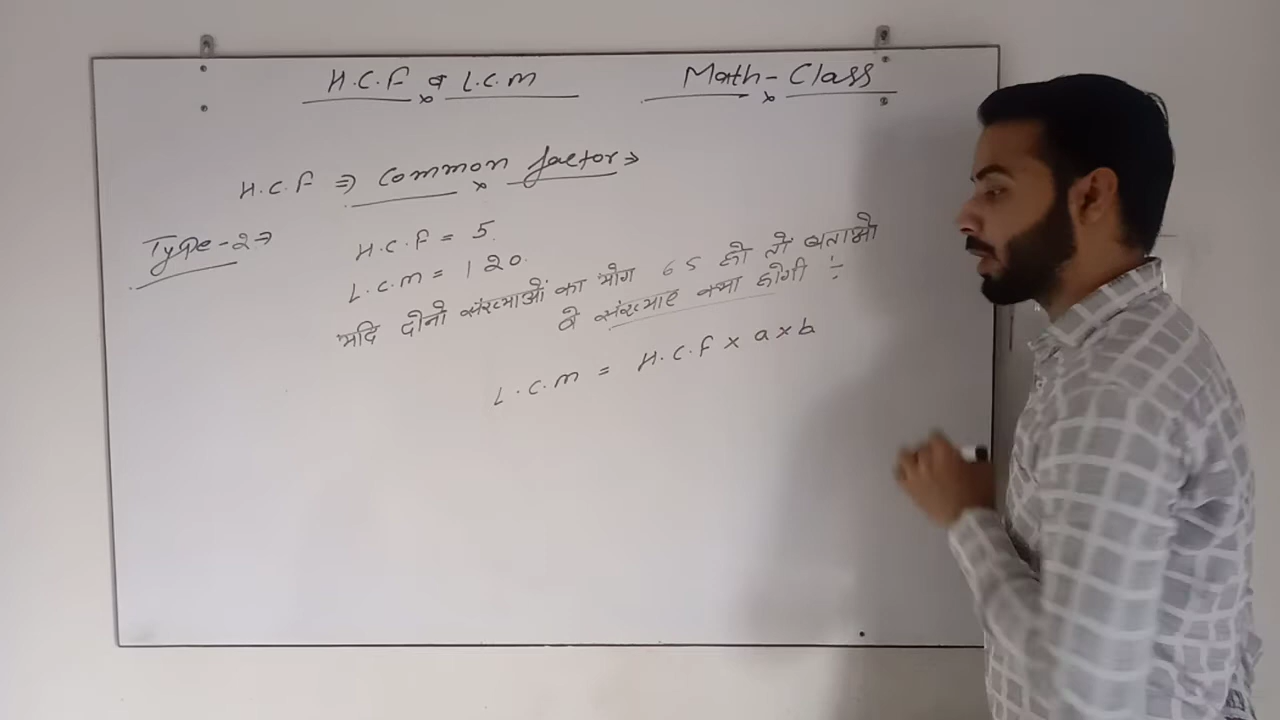 H.C.F व L.C.M
Math-Class
H.C.F ⇒ Common factor⇒
Type-2⇒
H.C.F = 5
L.C.M = 120
यदि दोनो संख्याओं का योग 65 हो तो बताओ
वे संख्याए क्या होगी ÷
L.C.M = H.C.F × a × b